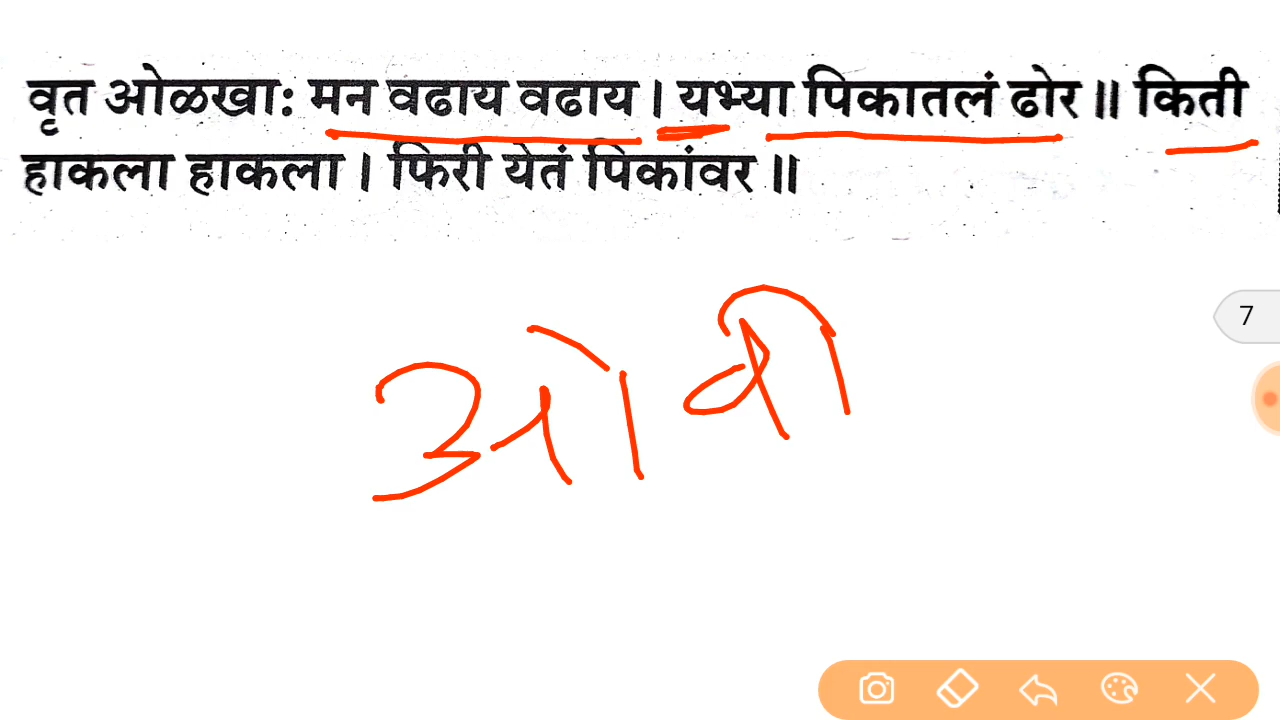 वृत ओळखाः मन वढाय वढाय । यभ्या पिकातलं ढोर ॥ किती
हाकला हाकला । फिरी येतं पिकांवर ॥
7
ओवी